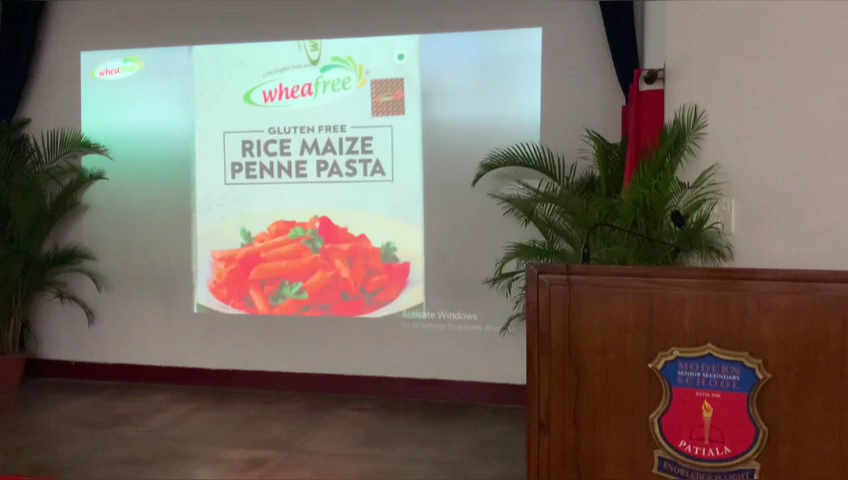 wheafree
wheafree
GLUTEN FREE
RICE MAIZE
PENNE PASTA
Activate Windows
MODERN
SENIOR SECONDARY
SCHOOL
PATIALA